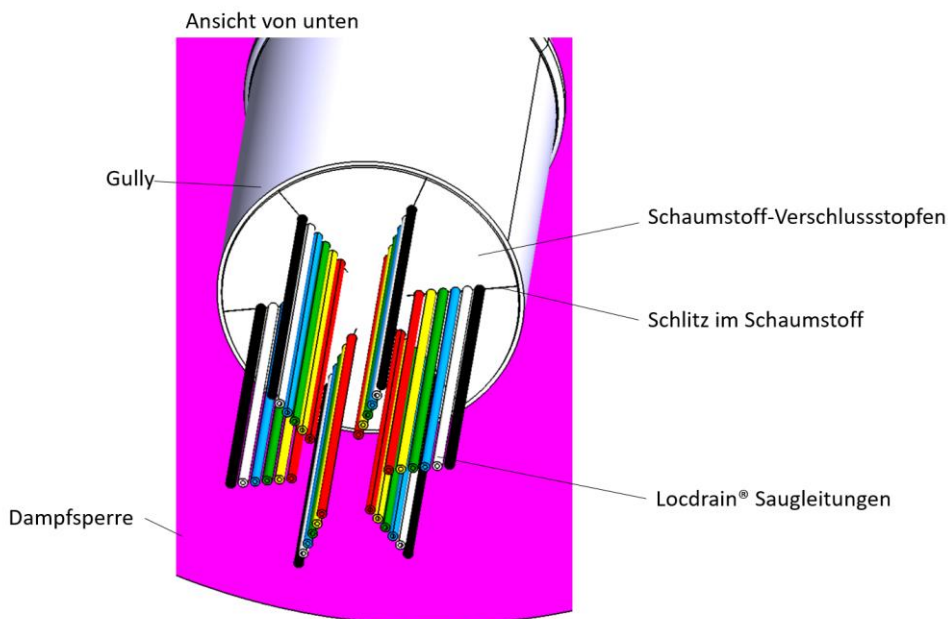 Ansicht von unten
Gully
Schaumstoff-Verschlussstopfen
Schlitz im Schaumstoff
Locdrain® Saugleitungen
Dampfsperre